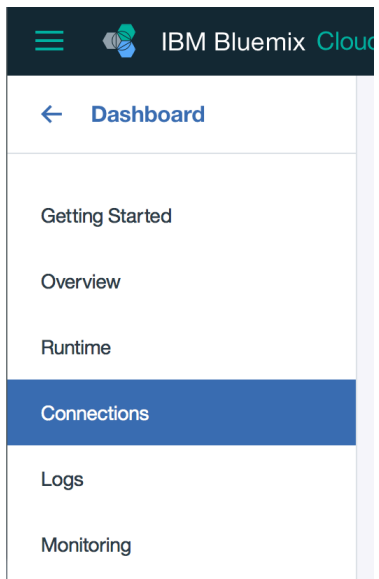 IBM Bluemix Cloud
Dashboard
Getting Started
Overview
Runtime
Connections
Logs
Monitoring